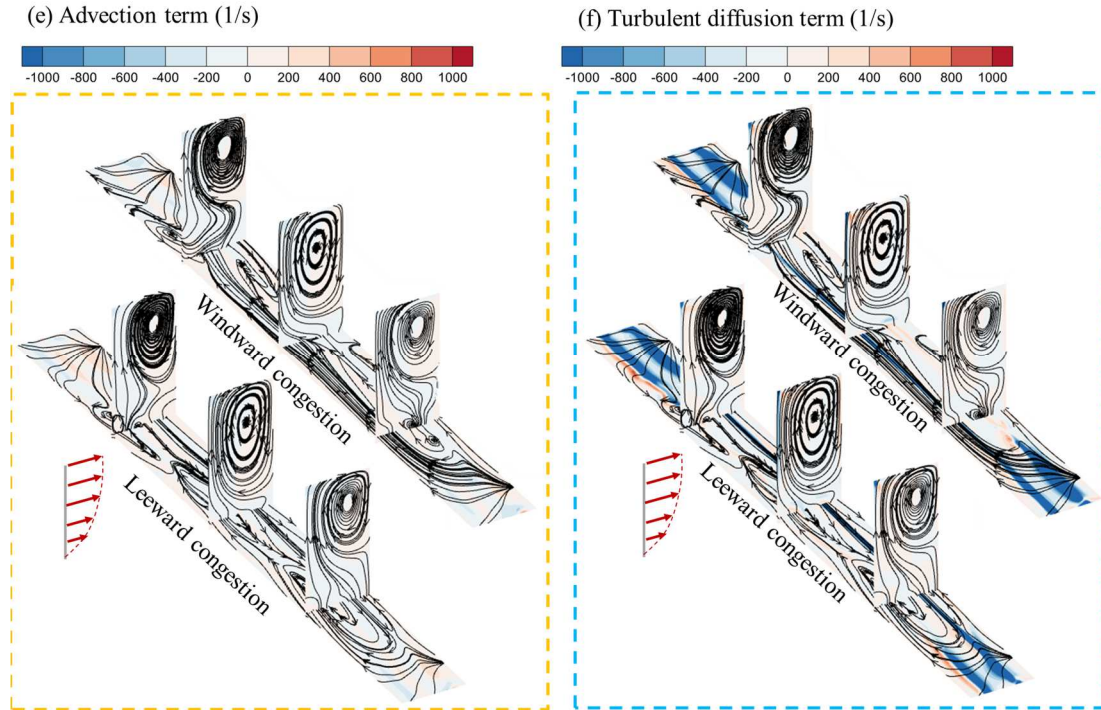 (e) Advection term (1/s)
-1000 -800 -600 -400 -200 0 200 400 600 800 1000
Windward congestion
Leeward congestion
(f) Turbulent diffusion term (1/s)
-1000 -800 -600 -400 -200 0 200 400 600 800 1000
Windward congestion
Leeward congestion